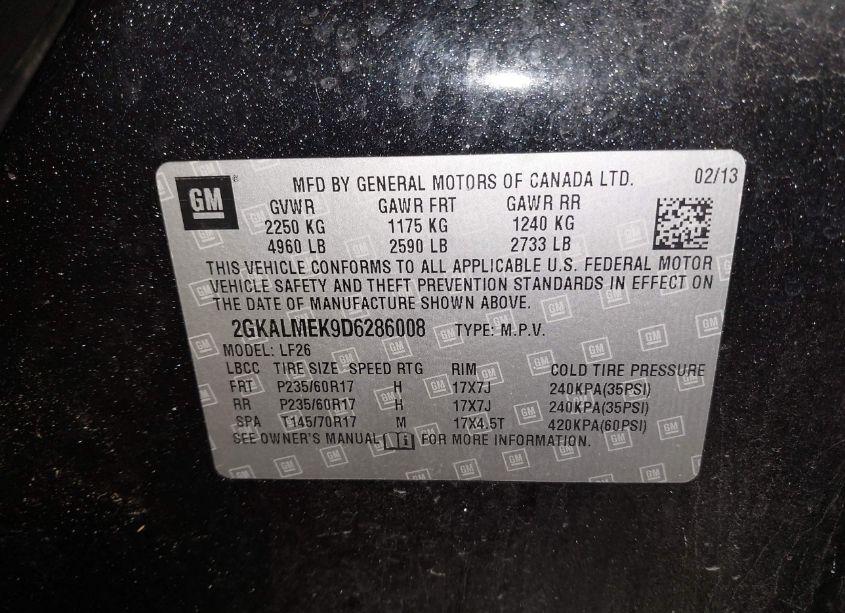 GM ® MFD BY GENERAL MOTORS OF CANADA LTD. 02/13
GVWR GAWR FRT GAWR RR
2250 KG 1175 KG 1240 KG
4960 LB 2590 LB 2733 LB
THIS VEHICLE CONFORMS TO ALL APPLICABLE U.S. FEDERAL MOTOR
VEHICLE SAFETY AND THEFT PREVENTION STANDARDS IN EFFECT ON
THE DATE OF MANUFACTURE SHOWN ABOVE.
2GKALMEK9D6286008 TYPE: M.P.V.
MODEL: LF26
LBCC TIRE SIZE SPEED RTG RIM COLD TIRE PRESSURE
FRT P235/60R17 H 17X7J 240KPA(35PSI)
RR P235/60R17 H 17X7J 240KPA(35PSI)
SPA T145/70R17 M 17X4.5T 420KPA(60PSI)
SEE OWNER'S MANUAL i FOR MORE INFORMATION.